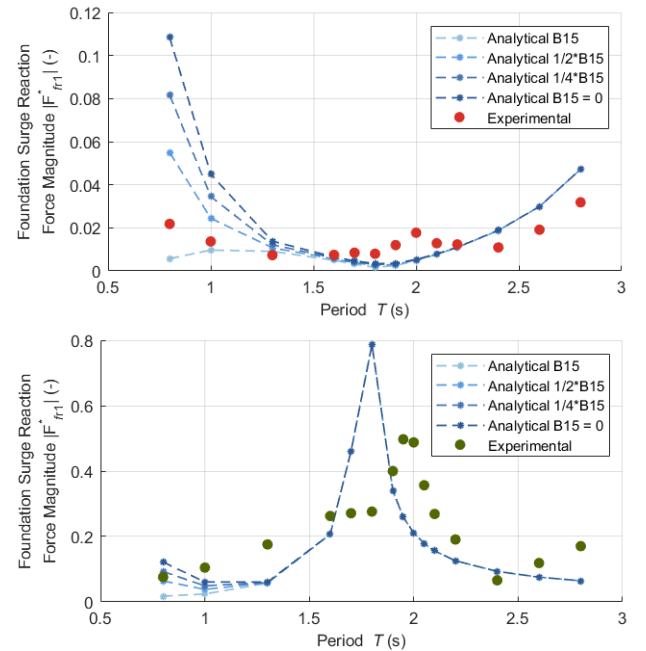 Foundation Surge Reaction
Force Magnitude |F*fr1| (-)
0.12
0.1
0.08
0.06
0.04
0.02
0
0.5
1
1.5
2
2.5
3
Period T (s)
Analytical B15
Analytical 1/2*B15
Analytical 1/4*B15
Analytical B15 = 0
Experimental
Foundation Surge Reaction
Force Magnitude |F*fr1| (-)
0.8
0.6
0.4
0.2
0
0.5
1
1.5
2
2.5
3
Period T (s)
Analytical B15
Analytical 1/2*B15
Analytical 1/4*B15
Analytical B15 = 0
Experimental